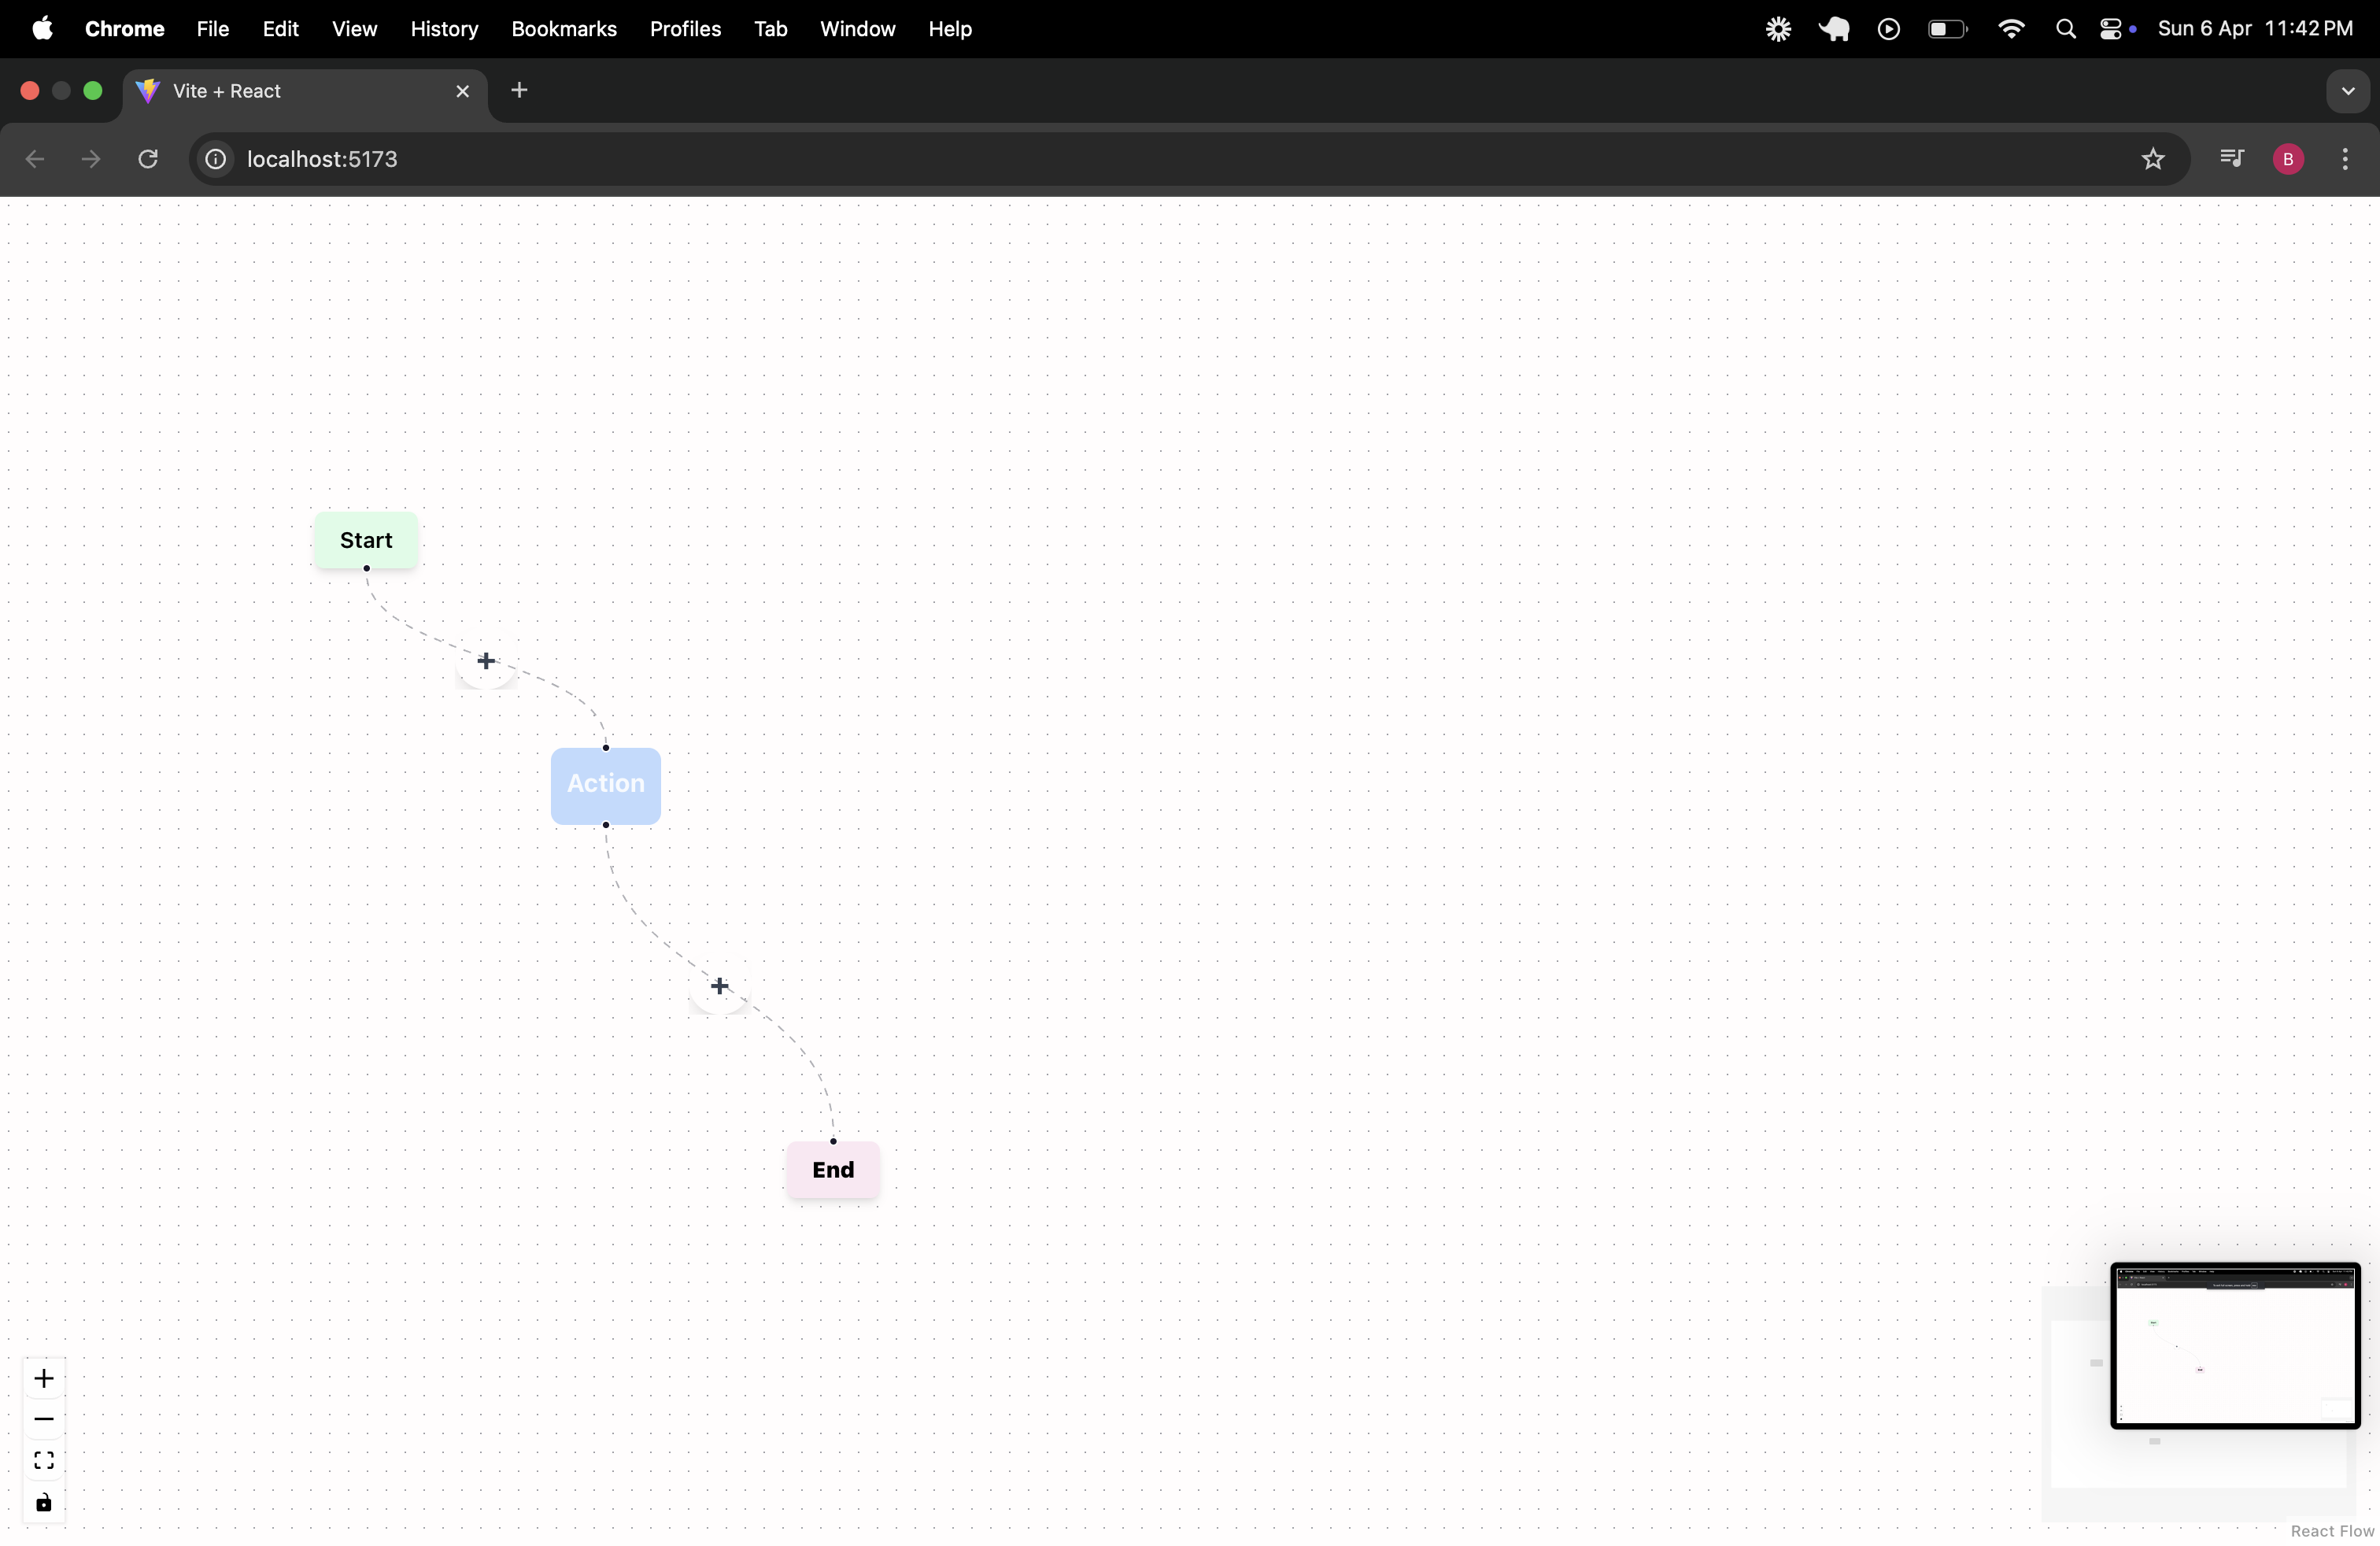 Chrome File Edit View History Bookmarks Profiles Tab Window Help Sun 6 Apr 11:42 PM
Vite + React
localhost:5173
B
Start
Action
End
React Flow